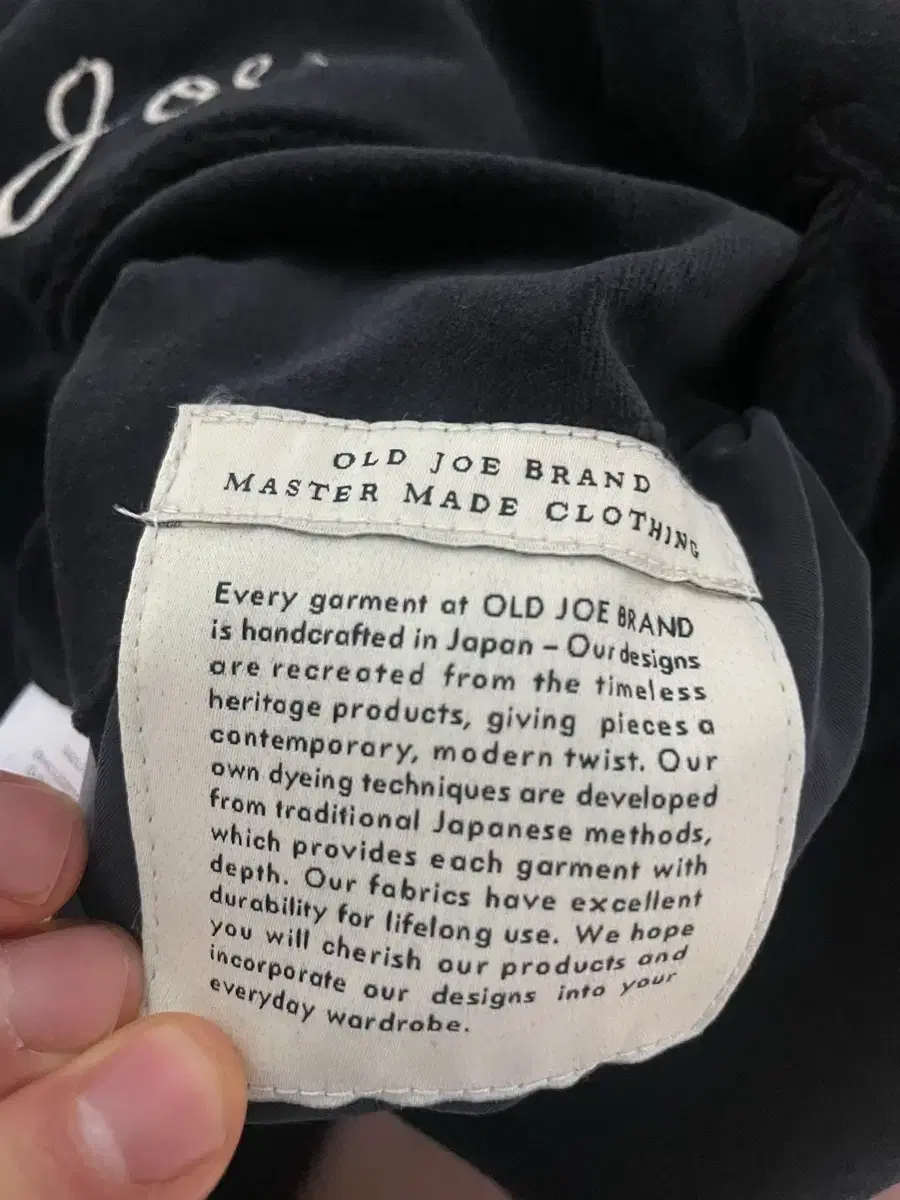 Joe.
OLD JOE BRAND
MASTER MADE CLOTHING
Every garment at OLD JOE BRAND
is handcrafted in Japan – Our designs
are recreated from the timeless
heritage products, giving pieces a
contemporary, modern twist. Our
own dyeing techniques are developed
from traditional Japanese methods,
which provides each garment with
depth. Our fabrics have excellent
durability for lifelong use. We hope
you will cherish our products and
incorporate our designs into your
everyday wardrobe.